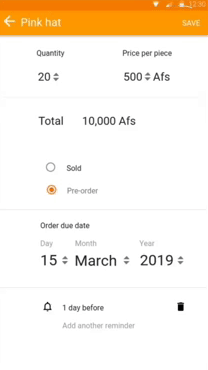 12:30
Pink hat SAVE
Quantity Price per piece
20 500 Afs
Total 10,000 Afs
Sold
Pre-order
Order due date
Day Month Year
15 March 2019
1 day before
Add another reminder